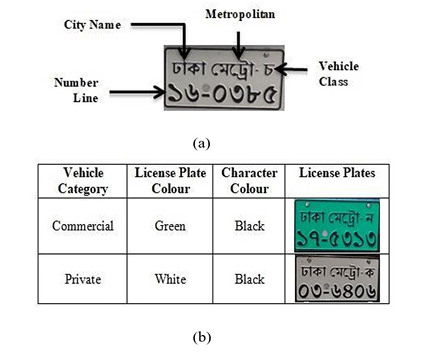 City Name
Metropolitan
ঢাকা মেট্রো- চ
Vehicle Class
Number Line
১৬-০৩৮৫
(a)
Vehicle Category
License Plate Colour
Character Colour
License Plates
Commercial
Green
Black
ঢাকা মেট্রো- ন
১৭-৫৩১৩
Private
White
Black
ঢাকা মেট্রো- ক
০৩-৬৪০৬
(b)